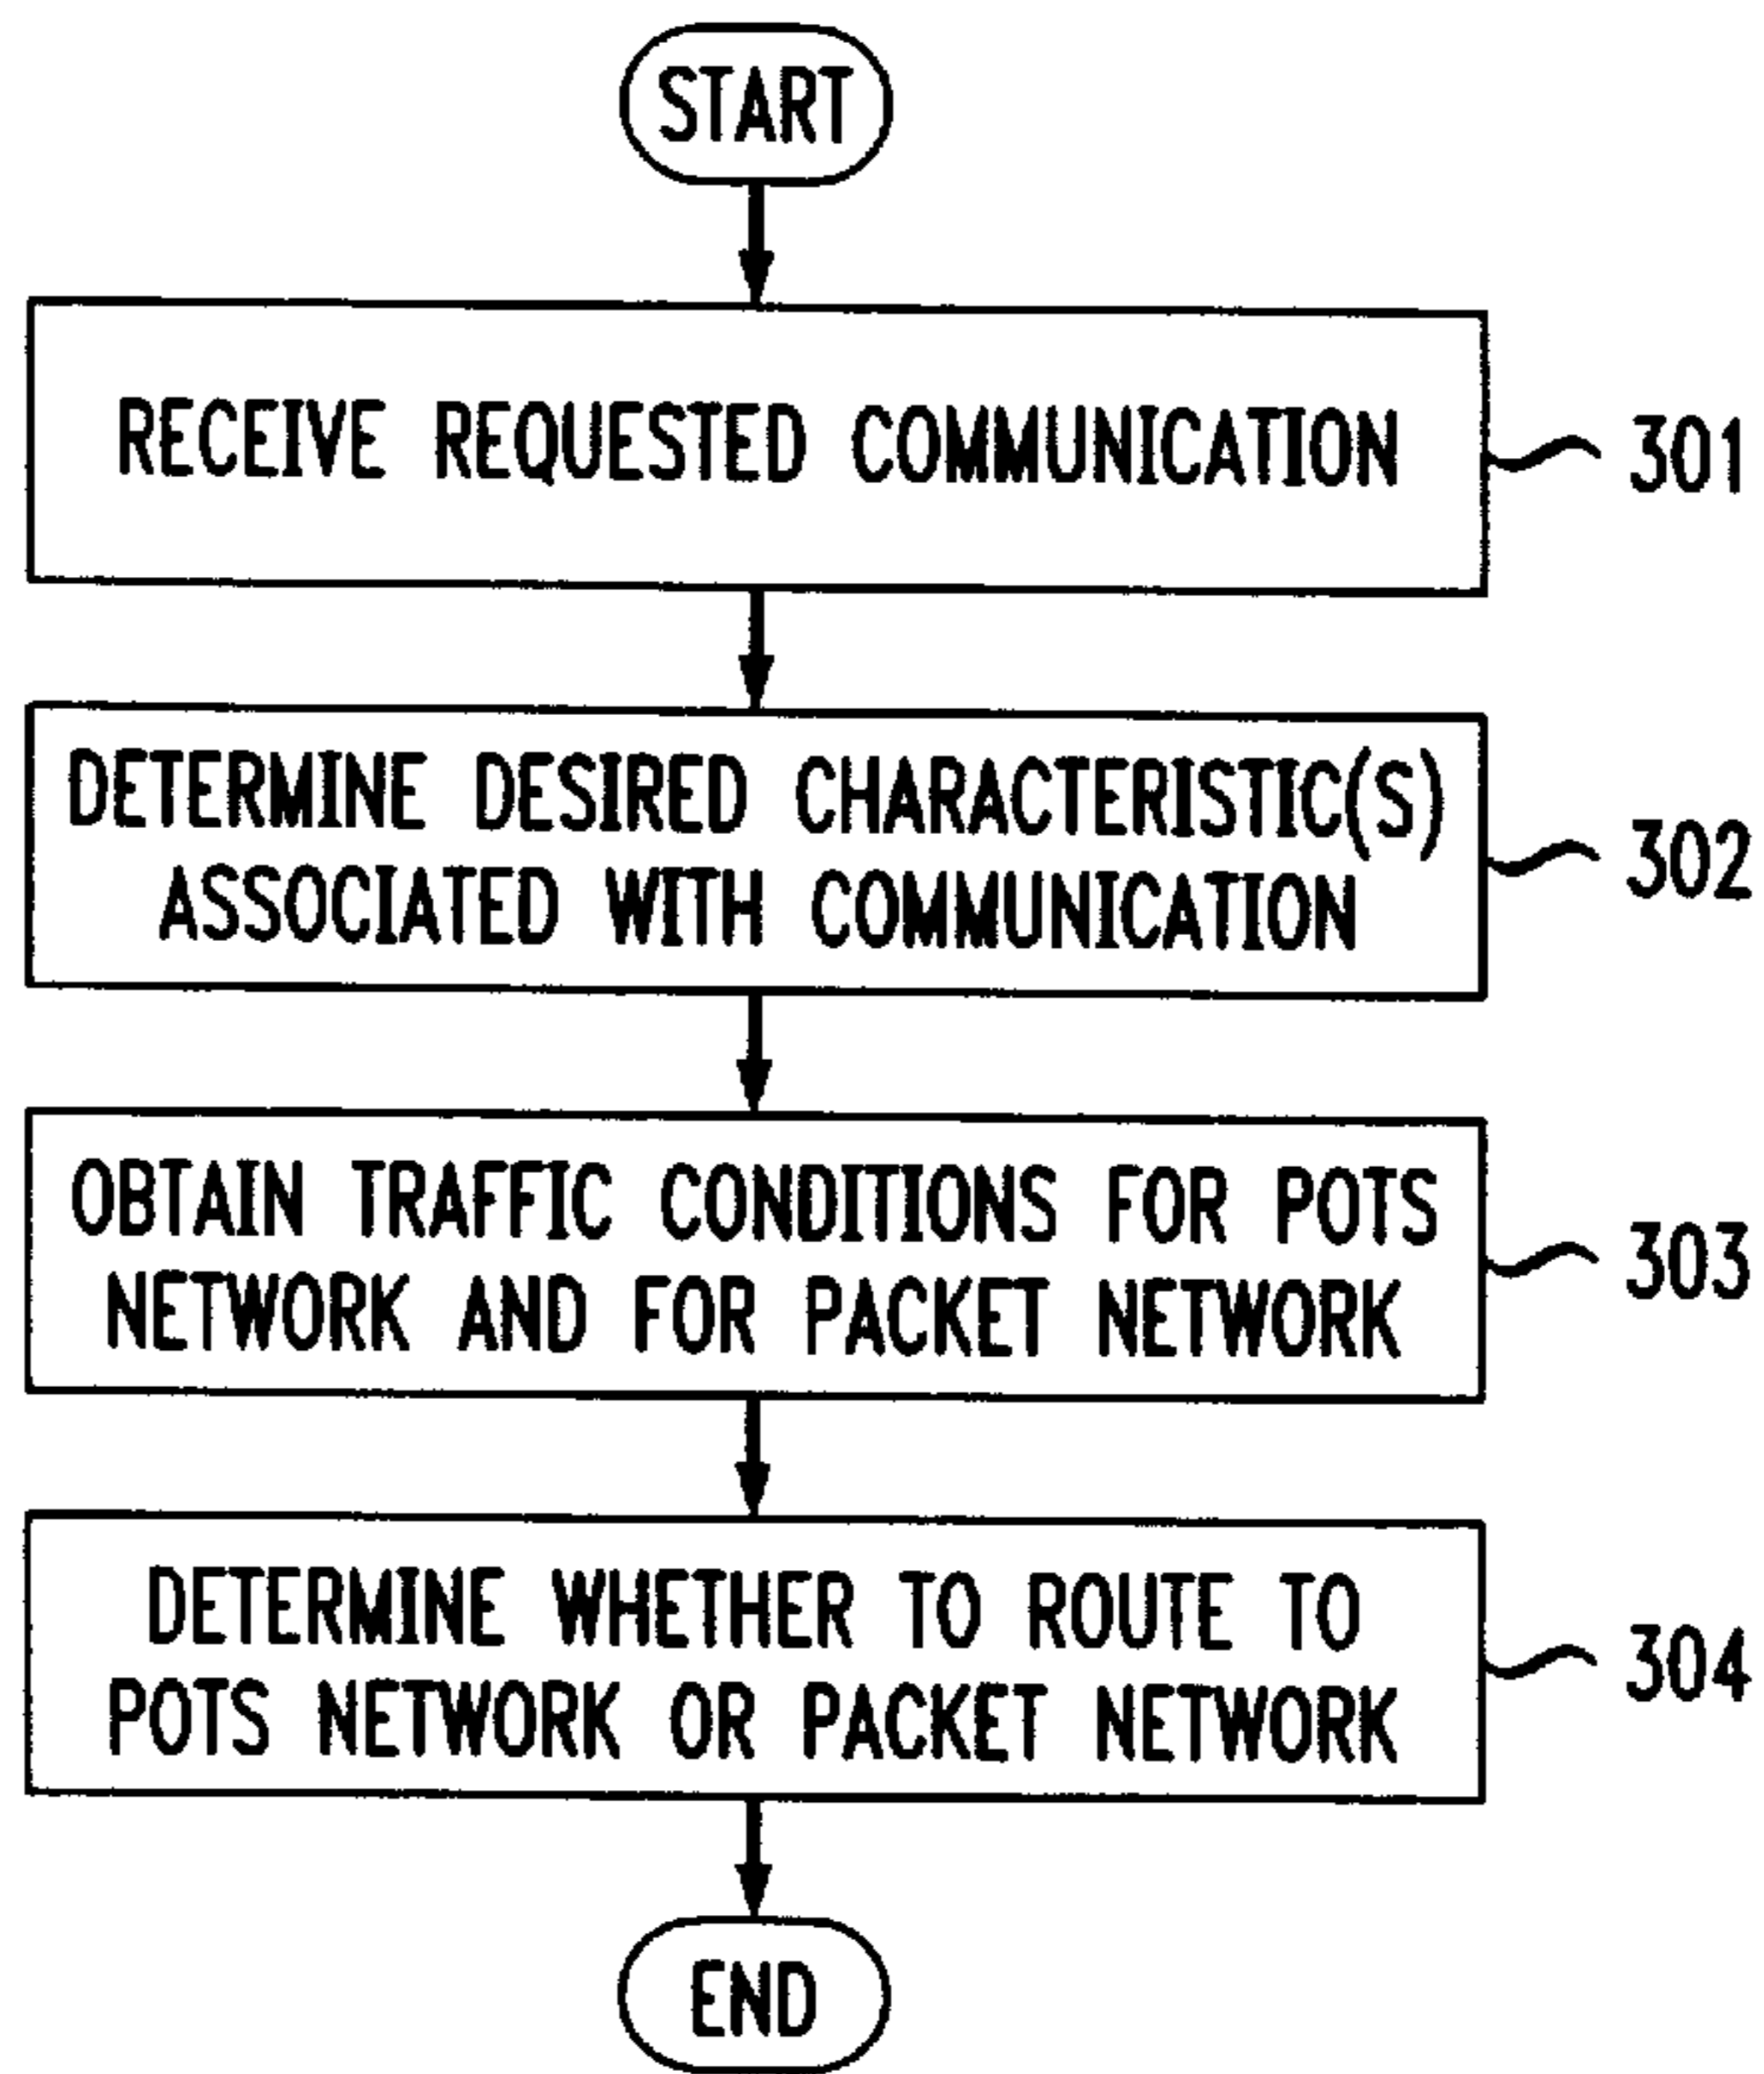 START
RECEIVE REQUESTED COMMUNICATION
301
DETERMINE DESIRED CHARACTERISTIC(S)
ASSOCIATED WITH COMMUNICATION
302
OBTAIN TRAFFIC CONDITIONS FOR POTS
NETWORK AND FOR PACKET NETWORK
303
DETERMINE WHETHER TO ROUTE TO
POTS NETWORK OR PACKET NETWORK
304
END